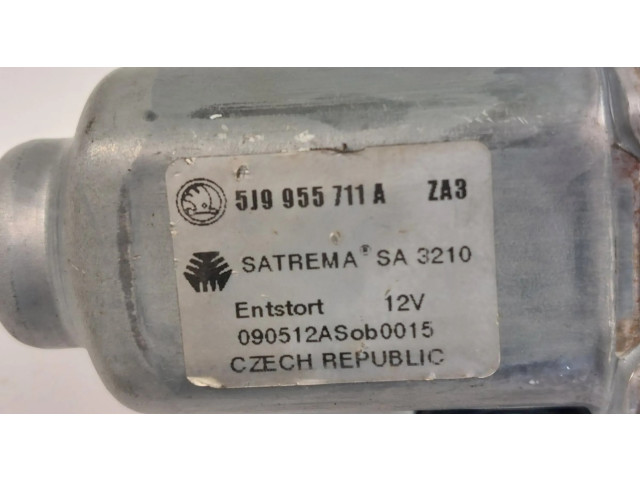 5J9 955 711 A ZA3
SATREMA® SA 3210
Entstort 12V
090512ASob0015
CZECH REPUBLIC